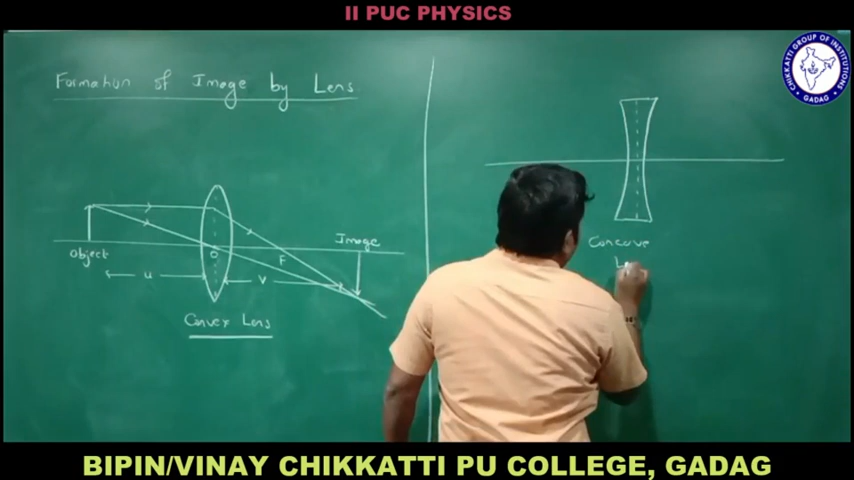 II PUC PHYSICS
CHIKKATTI GROUP OF INSTITUTIONS
GADAG
Formation of Image by Lens
Object
O
F
Image
u
v
Convex Lens
Concave
L
BIPIN/VINAY CHIKKATTI PU COLLEGE, GADAG